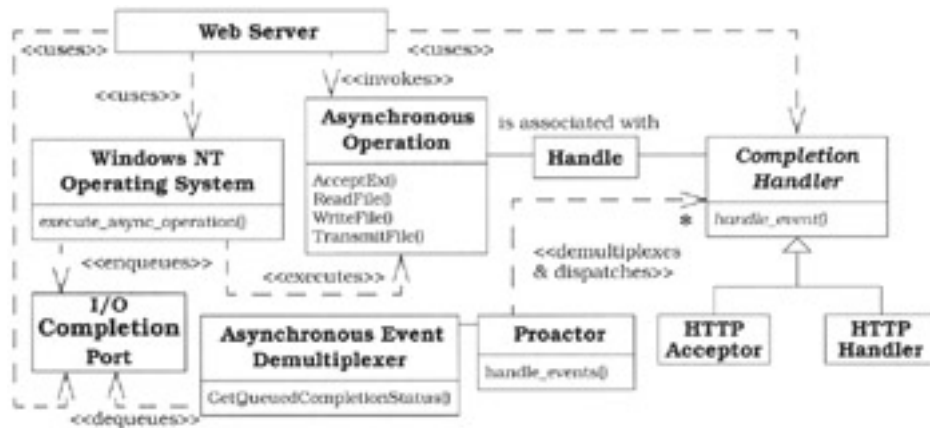 Web Server
<<uses>>
<<uses>>
<<uses>>
<<invokes>>
Asynchronous
Operation
AcceptEx()
ReadFile()
WriteFile()
TransmitFile()
is associated with
Handle
Completion
Handler
handle_event()
Windows NT
Operating System
execute_async_operation()
<<enqueues>>
<<executes>>
*
<<demultiplexes
& dispatches>>
I/O
Completion
Port
Asynchronous Event
Demultiplexer
GetQueuedCompletionStatus()
Proactor
handle_events()
HTTP
Acceptor
HTTP
Handler
<<dequeues>>